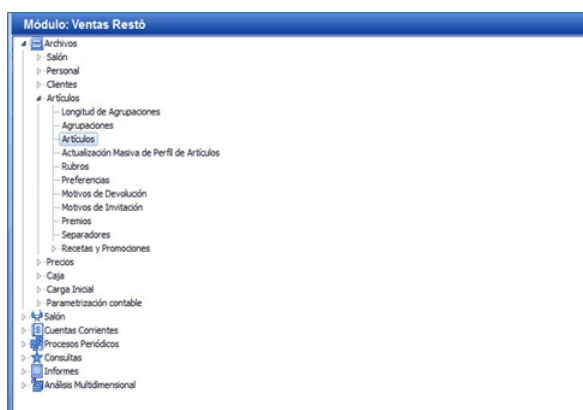 Módulo: Ventas Restô
Archivos
Salón
Personal
Clientes
Artículos
Longitud de Agrupaciones
Agrupaciones
Artículos
Actualización Masiva de Perfil de Artículos
Rubros
Preferencias
Motivos de Devolución
Motivos de Invitación
Premios
Separadores
Recetas y Promociones
Precios
Caja
Carga Inicial
Parametrización contable
Salón
Cuentas Corrientes
Procesos Periódicos
Consultas
Informes
Análisis Multidimensional